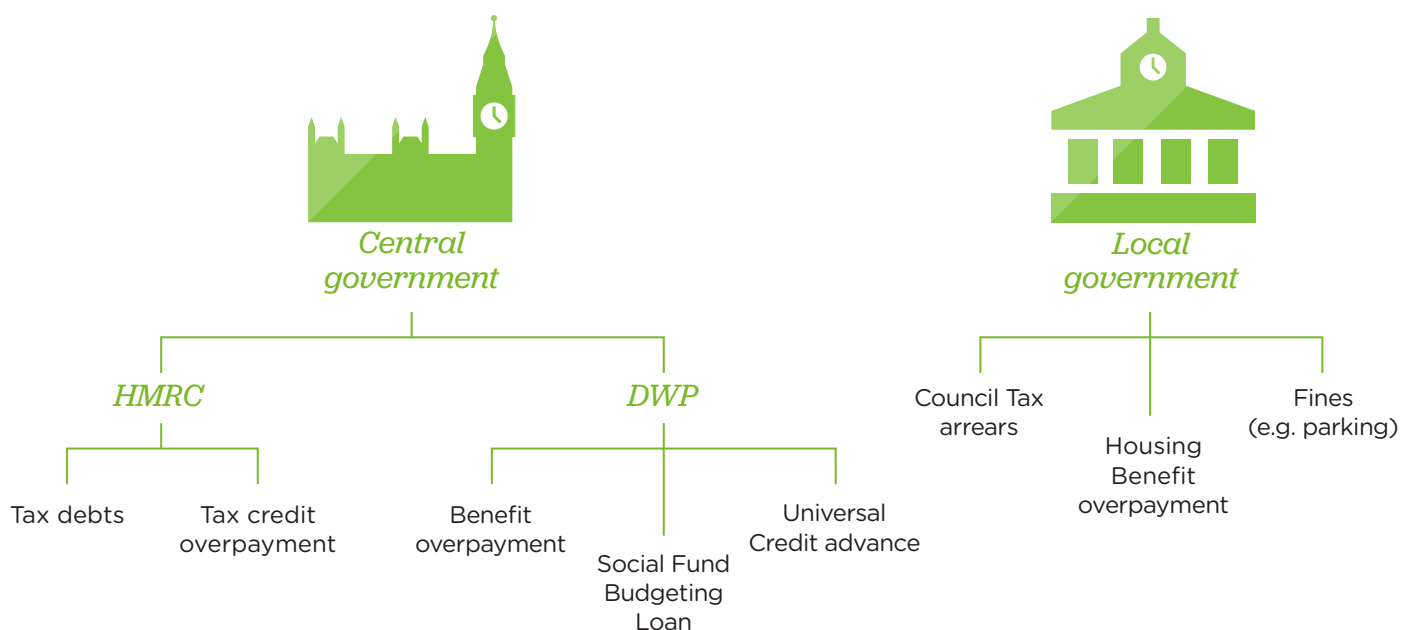 Central
government
Local
government
HMRC
DWP
Tax debts
Tax credit
overpayment
Benefit
overpayment
Social Fund
Budgeting
Loan
Universal
Credit advance
Council Tax
arrears
Housing
Benefit
overpayment
Fines
(e.g. parking)